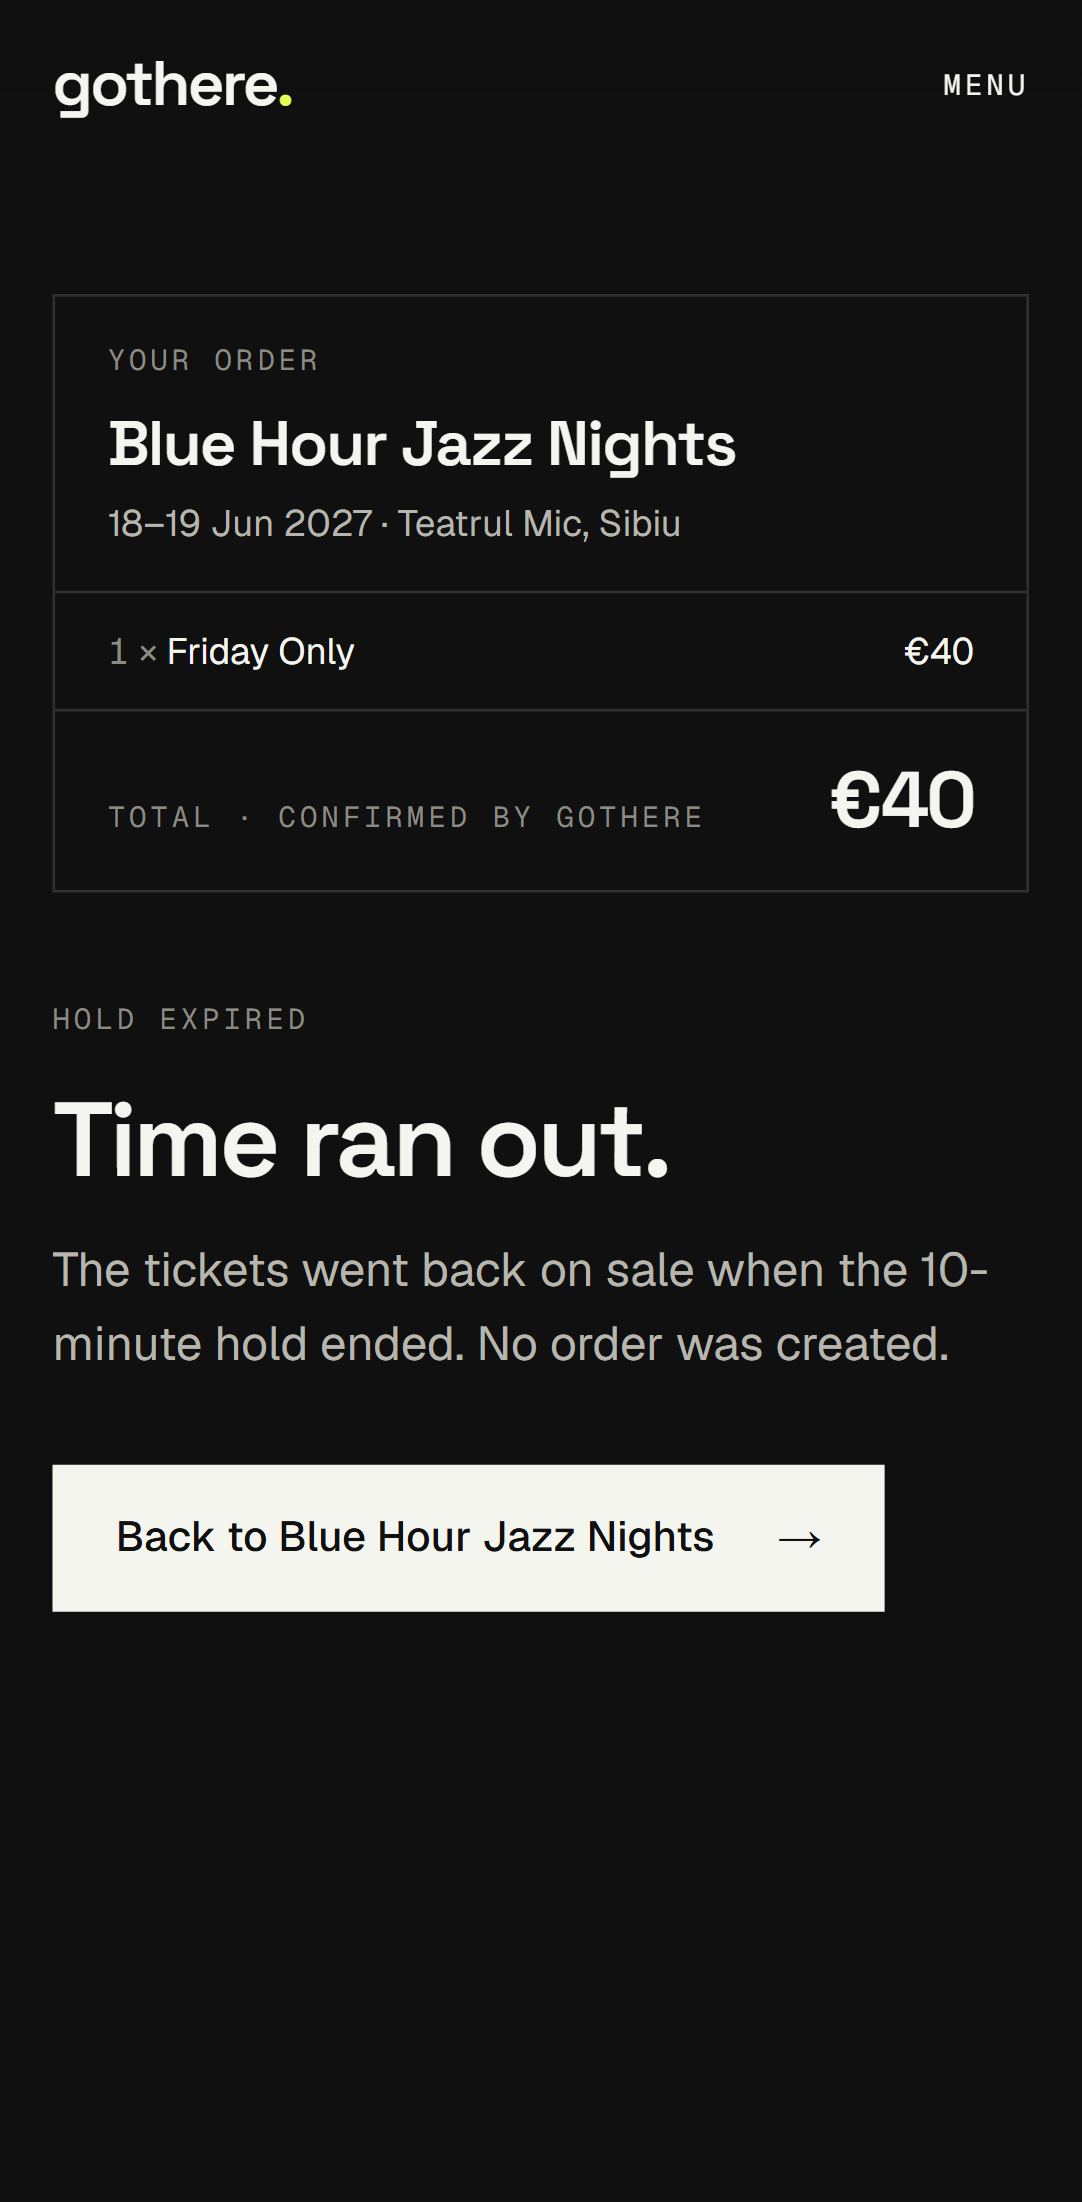 gothere.
MENU
YOUR ORDER
Blue Hour Jazz Nights
18–19 Jun 2027 · Teatrul Mic, Sibiu
1 × Friday Only €40
TOTAL · CONFIRMED BY GOTHERE €40
HOLD EXPIRED
Time ran out.
The tickets went back on sale when the 10-
minute hold ended. No order was created.
Back to Blue Hour Jazz Nights →